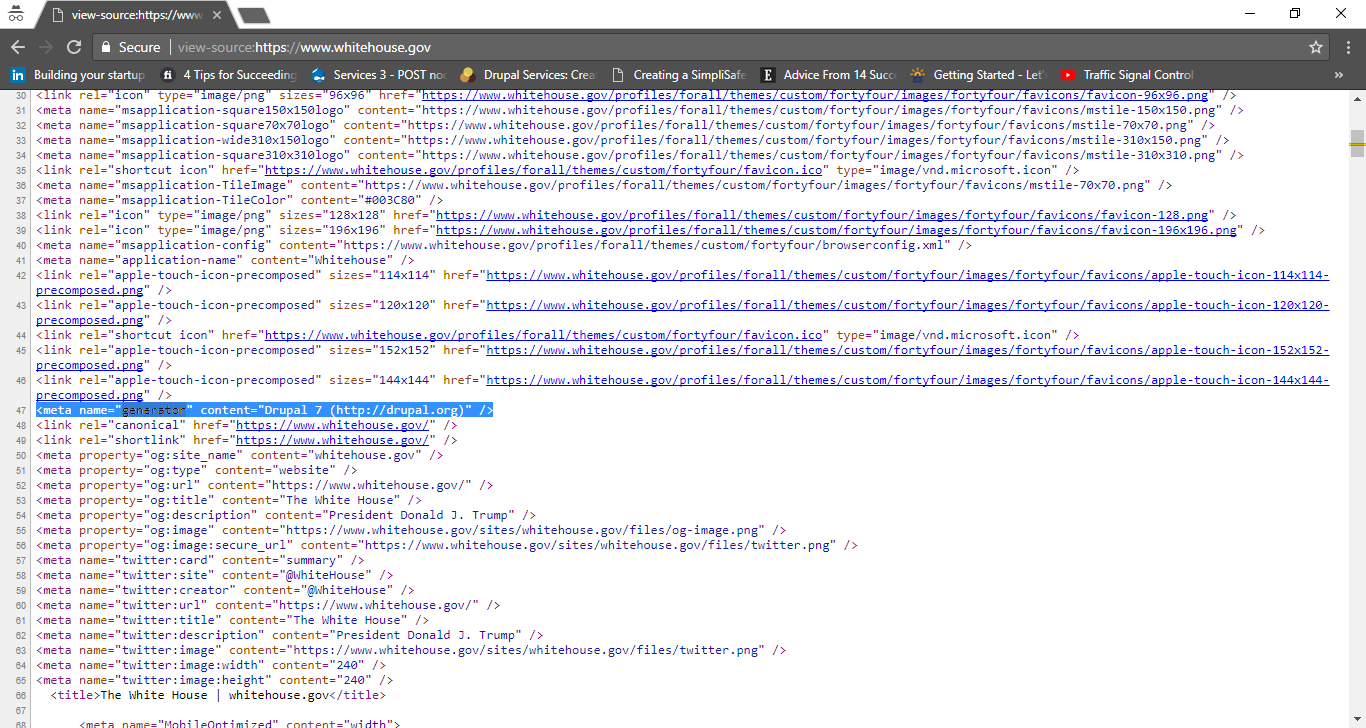 view-source:https://www
Secure | view-source:https://www.whitehouse.gov
in Building your startup fi 4 Tips for Succeeding Services 3 - POST no Drupal Services: Crea Creating a SimpliSafe E Advice From 14 Succ Getting Started - Let' Traffic Signal Control »
30 <link rel="icon" type="image/png" sizes="96x96" href="https://www.whitehouse.gov/profiles/forall/themes/custom/fortyfour/images/fortyfour/favicons/favicon-96x96.png" />
31 <meta name="msapplication-square150x150logo" content="https://www.whitehouse.gov/profiles/forall/themes/custom/fortyfour/images/fortyfour/favicons/mstile-150x150.png" />
32 <meta name="msapplication-square70x70logo" content="https://www.whitehouse.gov/profiles/forall/themes/custom/fortyfour/images/fortyfour/favicons/mstile-70x70.png" />
33 <meta name="msapplication-wide310x150logo" content="https://www.whitehouse.gov/profiles/forall/themes/custom/fortyfour/images/fortyfour/favicons/mstile-310x150.png" />
34 <meta name="msapplication-square310x310logo" content="https://www.whitehouse.gov/profiles/forall/themes/custom/fortyfour/images/fortyfour/favicons/mstile-310x310.png" />
35 <link rel="shortcut icon" href="https://www.whitehouse.gov/profiles/forall/themes/custom/fortyfour/favicon.ico" type="image/vnd.microsoft.icon" />
36 <meta name="msapplication-TileImage" content="https://www.whitehouse.gov/profiles/forall/themes/custom/fortyfour/images/fortyfour/favicons/mstile-70x70.png" />
37 <meta name="msapplication-TileColor" content="#003C80" />
38 <link rel="icon" type="image/png" sizes="128x128" href="https://www.whitehouse.gov/profiles/forall/themes/custom/fortyfour/images/fortyfour/favicons/favicon-128.png" />
39 <link rel="icon" type="image/png" sizes="196x196" href="https://www.whitehouse.gov/profiles/forall/themes/custom/fortyfour/images/fortyfour/favicons/favicon-196x196.png" />
40 <meta name="msapplication-config" content="https://www.whitehouse.gov/profiles/forall/themes/custom/fortyfour/browserconfig.xml" />
41 <meta name="application-name" content="Whitehouse" />
42 <link rel="apple-touch-icon-precomposed" sizes="114x114" href="https://www.whitehouse.gov/profiles/forall/themes/custom/fortyfour/images/fortyfour/favicons/apple-touch-icon-114x114-
precomposed.png" />
43 <link rel="apple-touch-icon-precomposed" sizes="120x120" href="https://www.whitehouse.gov/profiles/forall/themes/custom/fortyfour/images/fortyfour/favicons/apple-touch-icon-120x120-
precomposed.png" />
44 <link rel="shortcut icon" href="https://www.whitehouse.gov/profiles/forall/themes/custom/fortyfour/favicon.ico" type="image/vnd.microsoft.icon" />
45 <link rel="apple-touch-icon-precomposed" sizes="152x152" href="https://www.whitehouse.gov/profiles/forall/themes/custom/fortyfour/images/fortyfour/favicons/apple-touch-icon-152x152-
precomposed.png" />
46 <link rel="apple-touch-icon-precomposed" sizes="144x144" href="https://www.whitehouse.gov/profiles/forall/themes/custom/fortyfour/images/fortyfour/favicons/apple-touch-icon-144x144-
precomposed.png" />
47 <meta name="generator" content="Drupal 7 (http://drupal.org)" />
48 <link rel="canonical" href="https://www.whitehouse.gov/" />
49 <link rel="shortlink" href="https://www.whitehouse.gov/" />
50 <meta property="og:site_name" content="whitehouse.gov" />
51 <meta property="og:type" content="website" />
52 <meta property="og:url" content="https://www.whitehouse.gov/" />
53 <meta property="og:title" content="The White House" />
54 <meta property="og:description" content="President Donald J. Trump" />
55 <meta property="og:image" content="https://www.whitehouse.gov/sites/whitehouse.gov/files/og-image.png" />
56 <meta property="og:image:secure_url" content="https://www.whitehouse.gov/sites/whitehouse.gov/files/twitter.png" />
57 <meta name="twitter:card" content="summary" />
58 <meta name="twitter:site" content="@WhiteHouse" />
59 <meta name="twitter:creator" content="@WhiteHouse" />
60 <meta name="twitter:url" content="https://www.whitehouse.gov/" />
61 <meta name="twitter:title" content="The White House" />
62 <meta name="twitter:description" content="President Donald J. Trump" />
63 <meta name="twitter:image" content="https://www.whitehouse.gov/sites/whitehouse.gov/files/twitter.png" />
64 <meta name="twitter:image:width" content="240" />
65 <meta name="twitter:image:height" content="240" />
66 <title>The White House | whitehouse.gov</title>
67
68 <meta name="MobileOptimized" content="width">